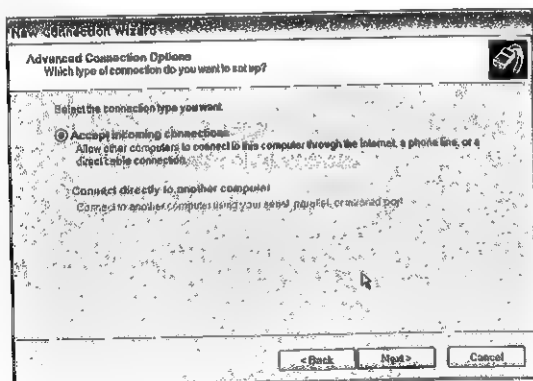 New Connection Wizard
Advanced Connection Options
Which type of connection do you want to set up?
Select the connection type you want:
Accept incoming connections
Allow other computers to connect to this computer through the Internet, a phone line, or a
direct cable connection.
Connect directly to another computer
Connect to another computer using your serial, parallel, or infrared port.
< Back
Next >
Cancel